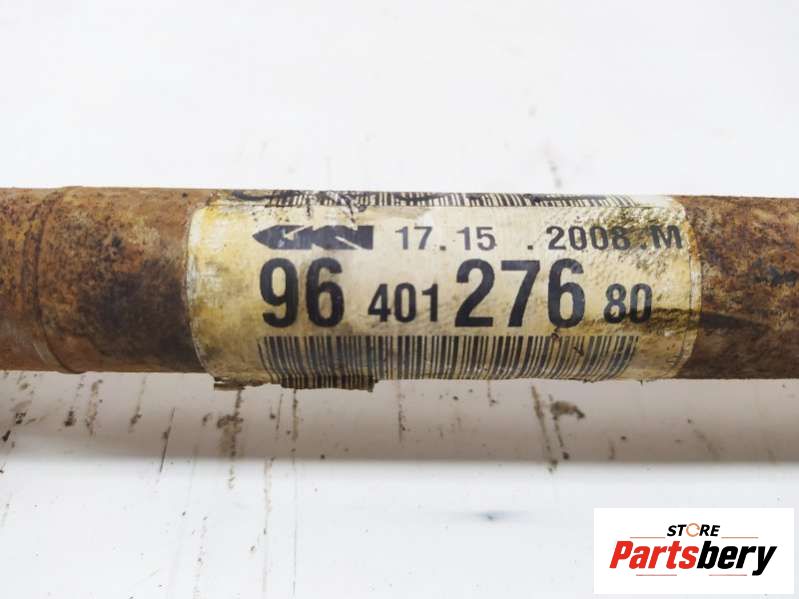 GKN 17.15 .2008.M
96 401 276 80
STORE
Partsbery